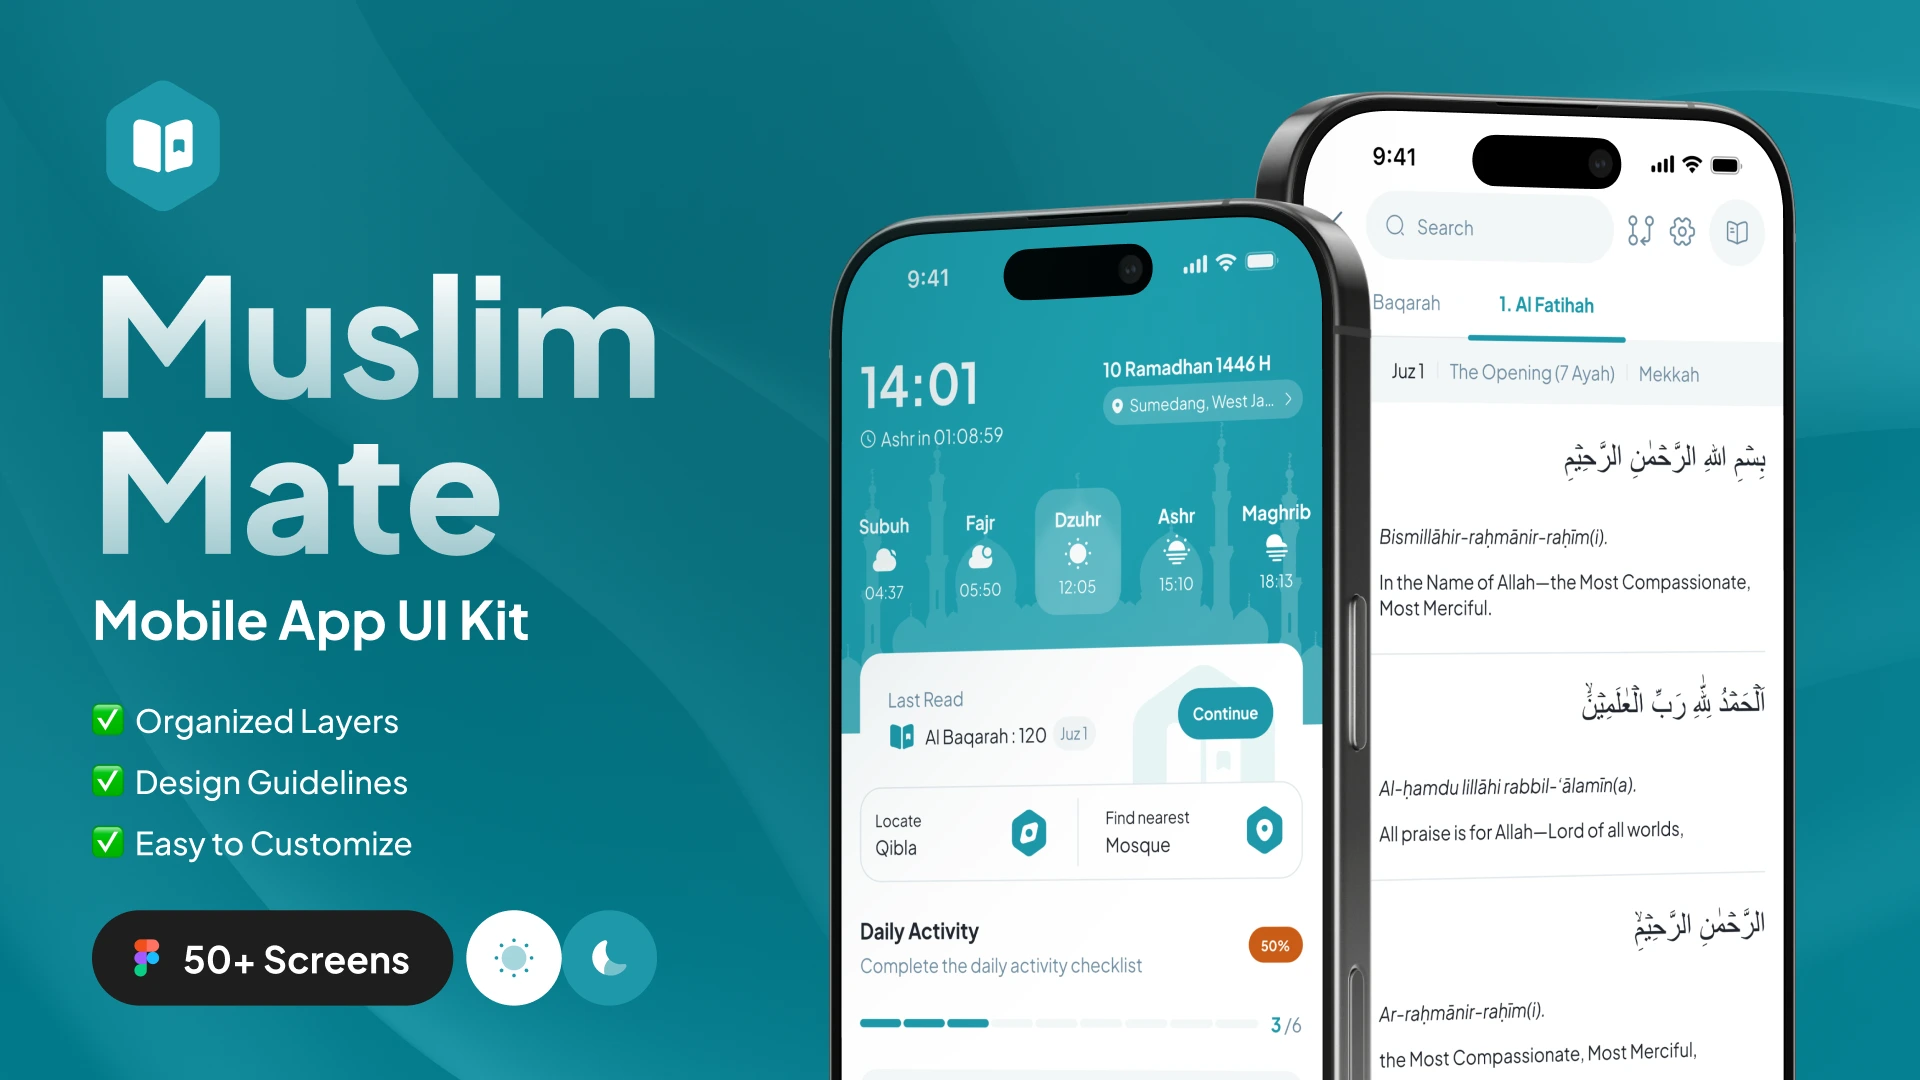 Muslim
Mate
Mobile App UI Kit
Organized Layers
Design Guidelines
Easy to Customize
50+ Screens
9:41
14:01
10 Ramadhan 1446 H
Sumedang, West Ja...
Ashr in 01:08:59
Subuh Fajr Dzuhr Ashr Maghrib
04:37 05:50 12:05 15:10 18:13
Last Read
Al Baqarah : 120 Juz 1
Continue
Locate
Qibla
Find nearest
Mosque
Daily Activity
Complete the daily activity checklist
50%
3 /6
9:41
Search
Baqarah 1. Al Fatihah
Juz 1 The Opening (7 Ayah) Mekkah
بِسْمِ اللهِ الرَّحْمٰنِ الرَّحِيْمِ
Bismillāhir-raḥmānir-raḥīm(i).
In the Name of Allah—the Most Compassionate,
Most Merciful.
اَلْحَمْدُ لِلّٰهِ رَبِّ الْعٰلَمِيْنَۙ
Al-ḥamdu lillāhi rabbil-‘ālamīn(a).
All praise is for Allah—Lord of all worlds,
الرَّحْمٰنِ الرَّحِيْمِۙ
Ar-raḥmānir-raḥīm(i).
the Most Compassionate, Most Merciful,